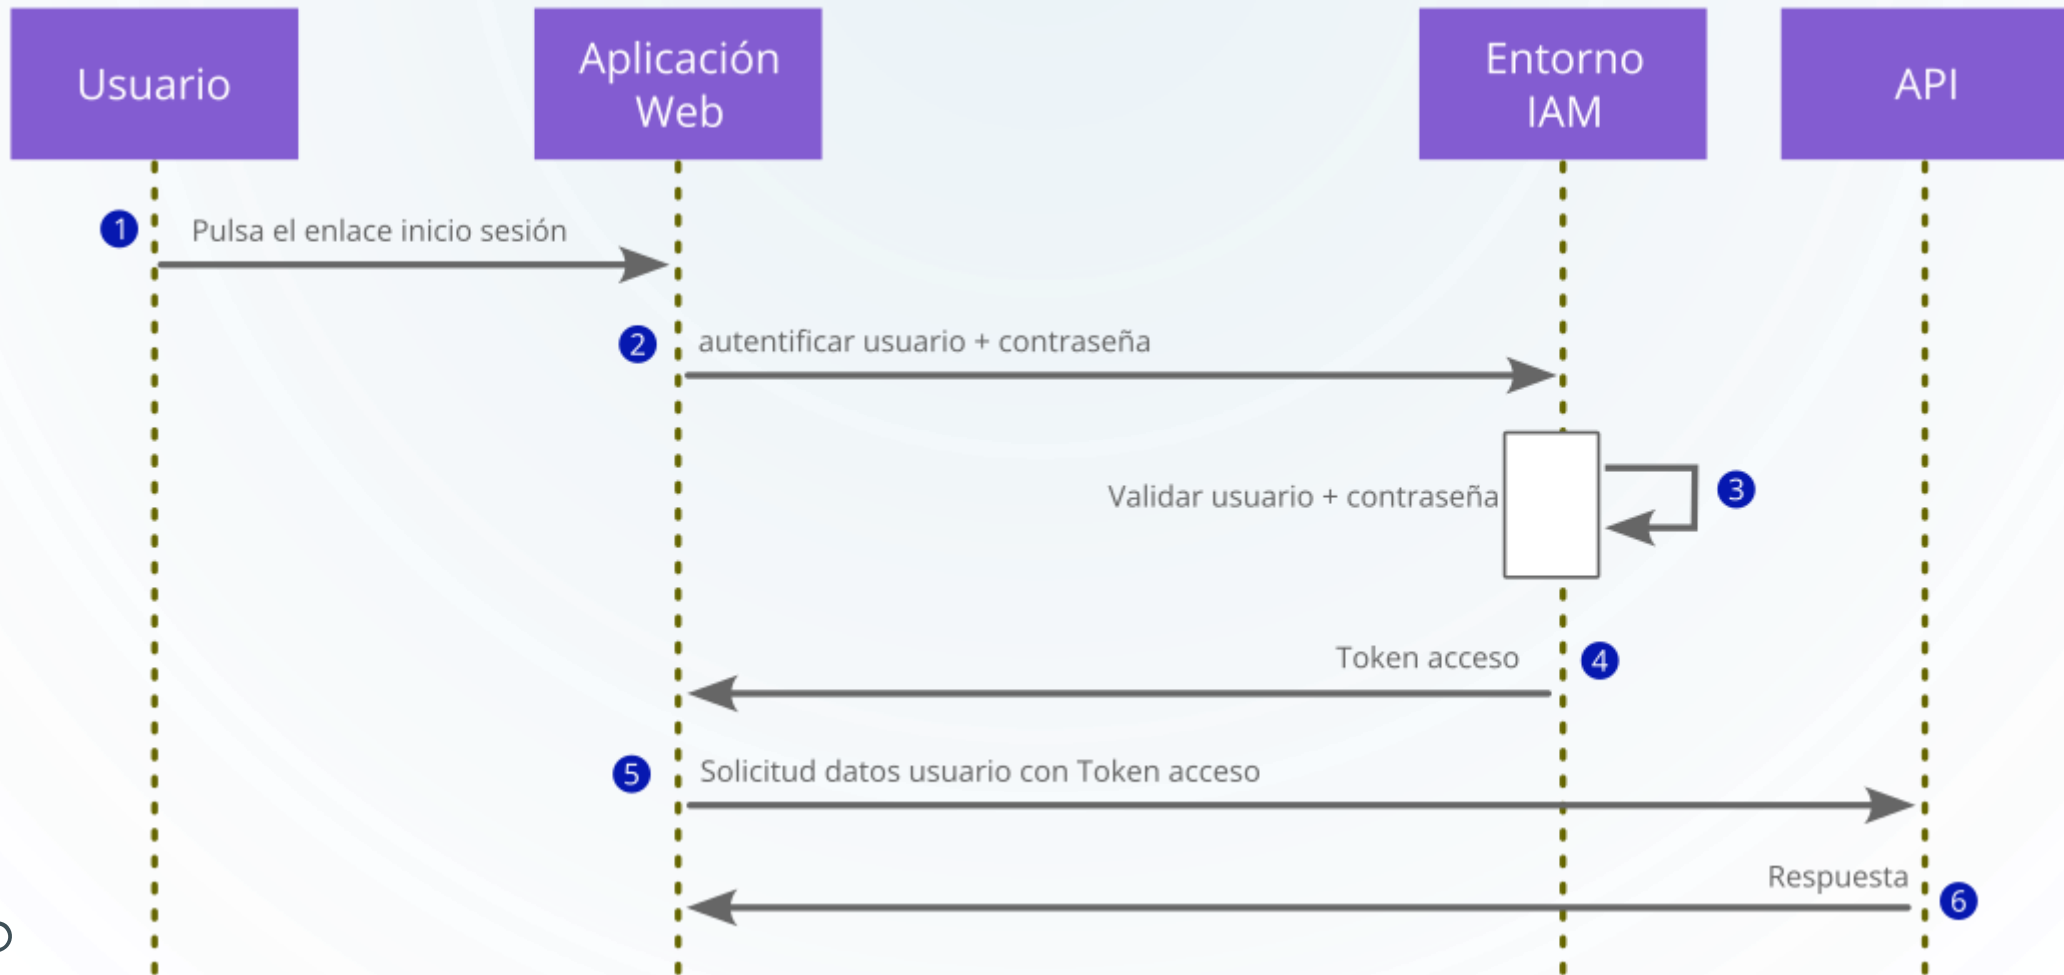 Usuario
Aplicación
Web
Entorno
IAM
API
1
Pulsa el enlace inicio sesión
2
autentificar usuario + contraseña
Validar usuario + contraseña
3
Token acceso
4
5
Solicitud datos usuario con Token acceso
Respuesta
6